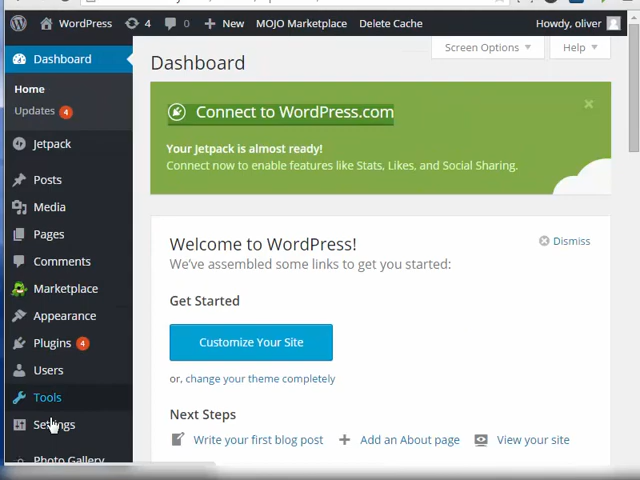 WordPress 4 0 New MOJO Marketplace Delete Cache Howdy, oliver
Dashboard
Screen Options Help
Dashboard
Home
Updates 4
Connect to WordPress.com
Your Jetpack is almost ready!
Connect now to enable features like Stats, Likes, and Social Sharing.
Jetpack
Posts
Media
Pages
Comments
Marketplace
Appearance
Plugins 4
Users
Tools
Settings
Photo Gallery
Welcome to WordPress!
Dismiss
We've assembled some links to get you started:
Get Started
Customize Your Site
or, change your theme completely
Next Steps
Write your first blog post Add an About page View your site